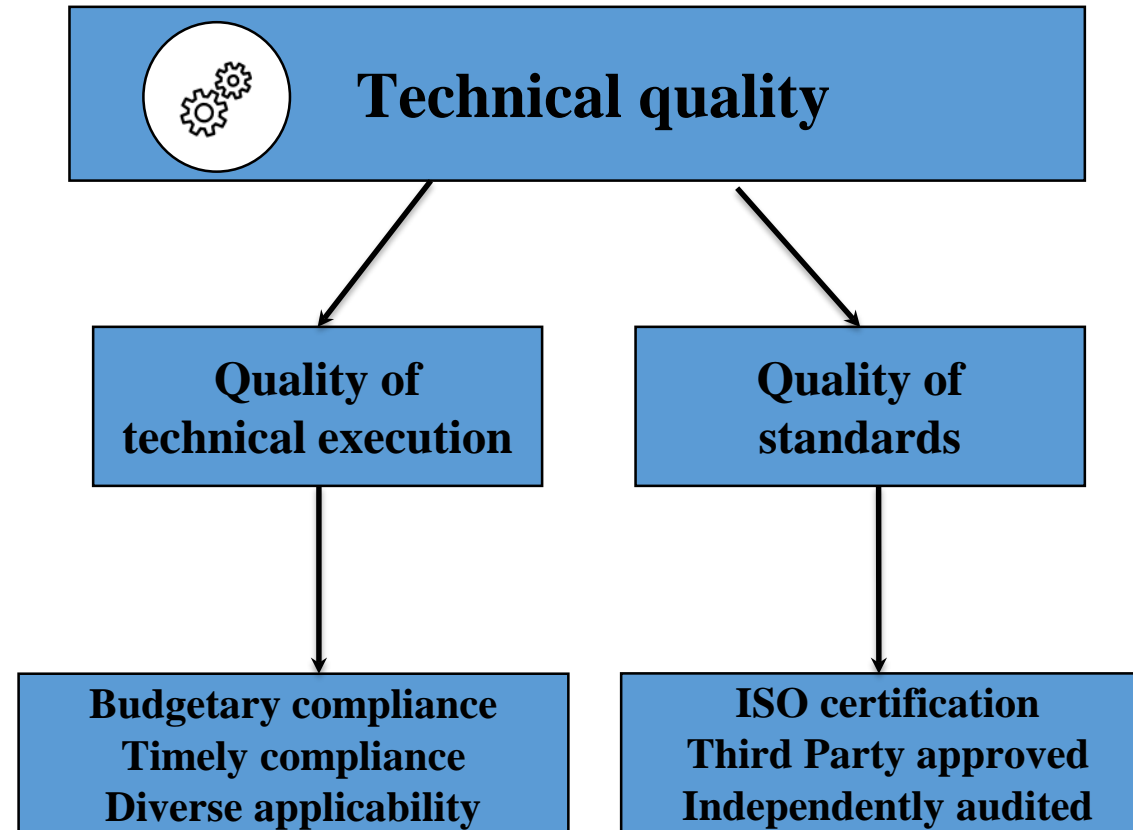 Technical quality
Quality of
technical execution
Quality of
standards
Budgetary compliance
Timely compliance
Diverse applicability
ISO certification
Third Party approved
Independently audited